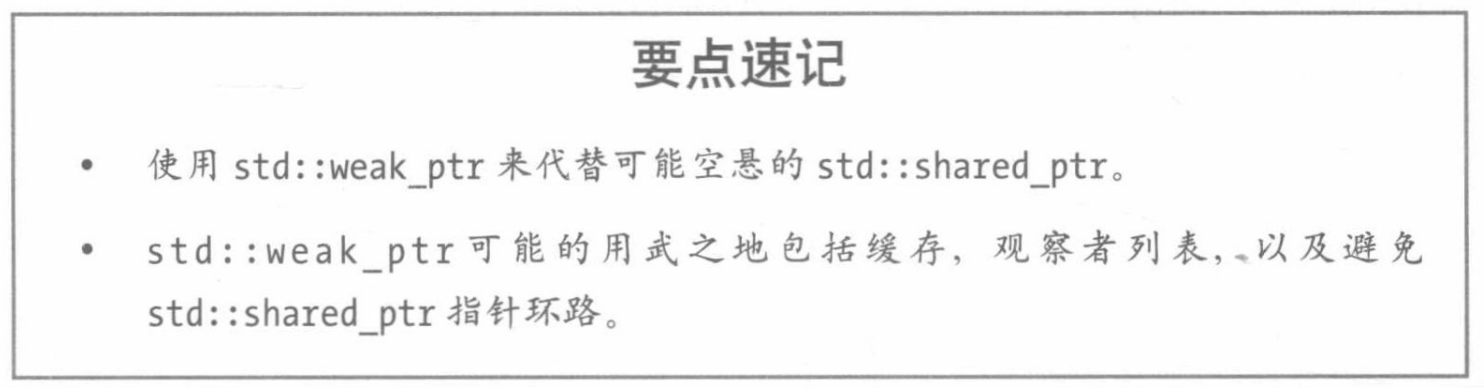 要点速记
• 使用 std::weak_ptr 来代替可能空悬的 std::shared_ptr。
• std::weak_ptr 可能的用武之地包括缓存，观察者列表，以及避免
std::shared_ptr 指针环路。